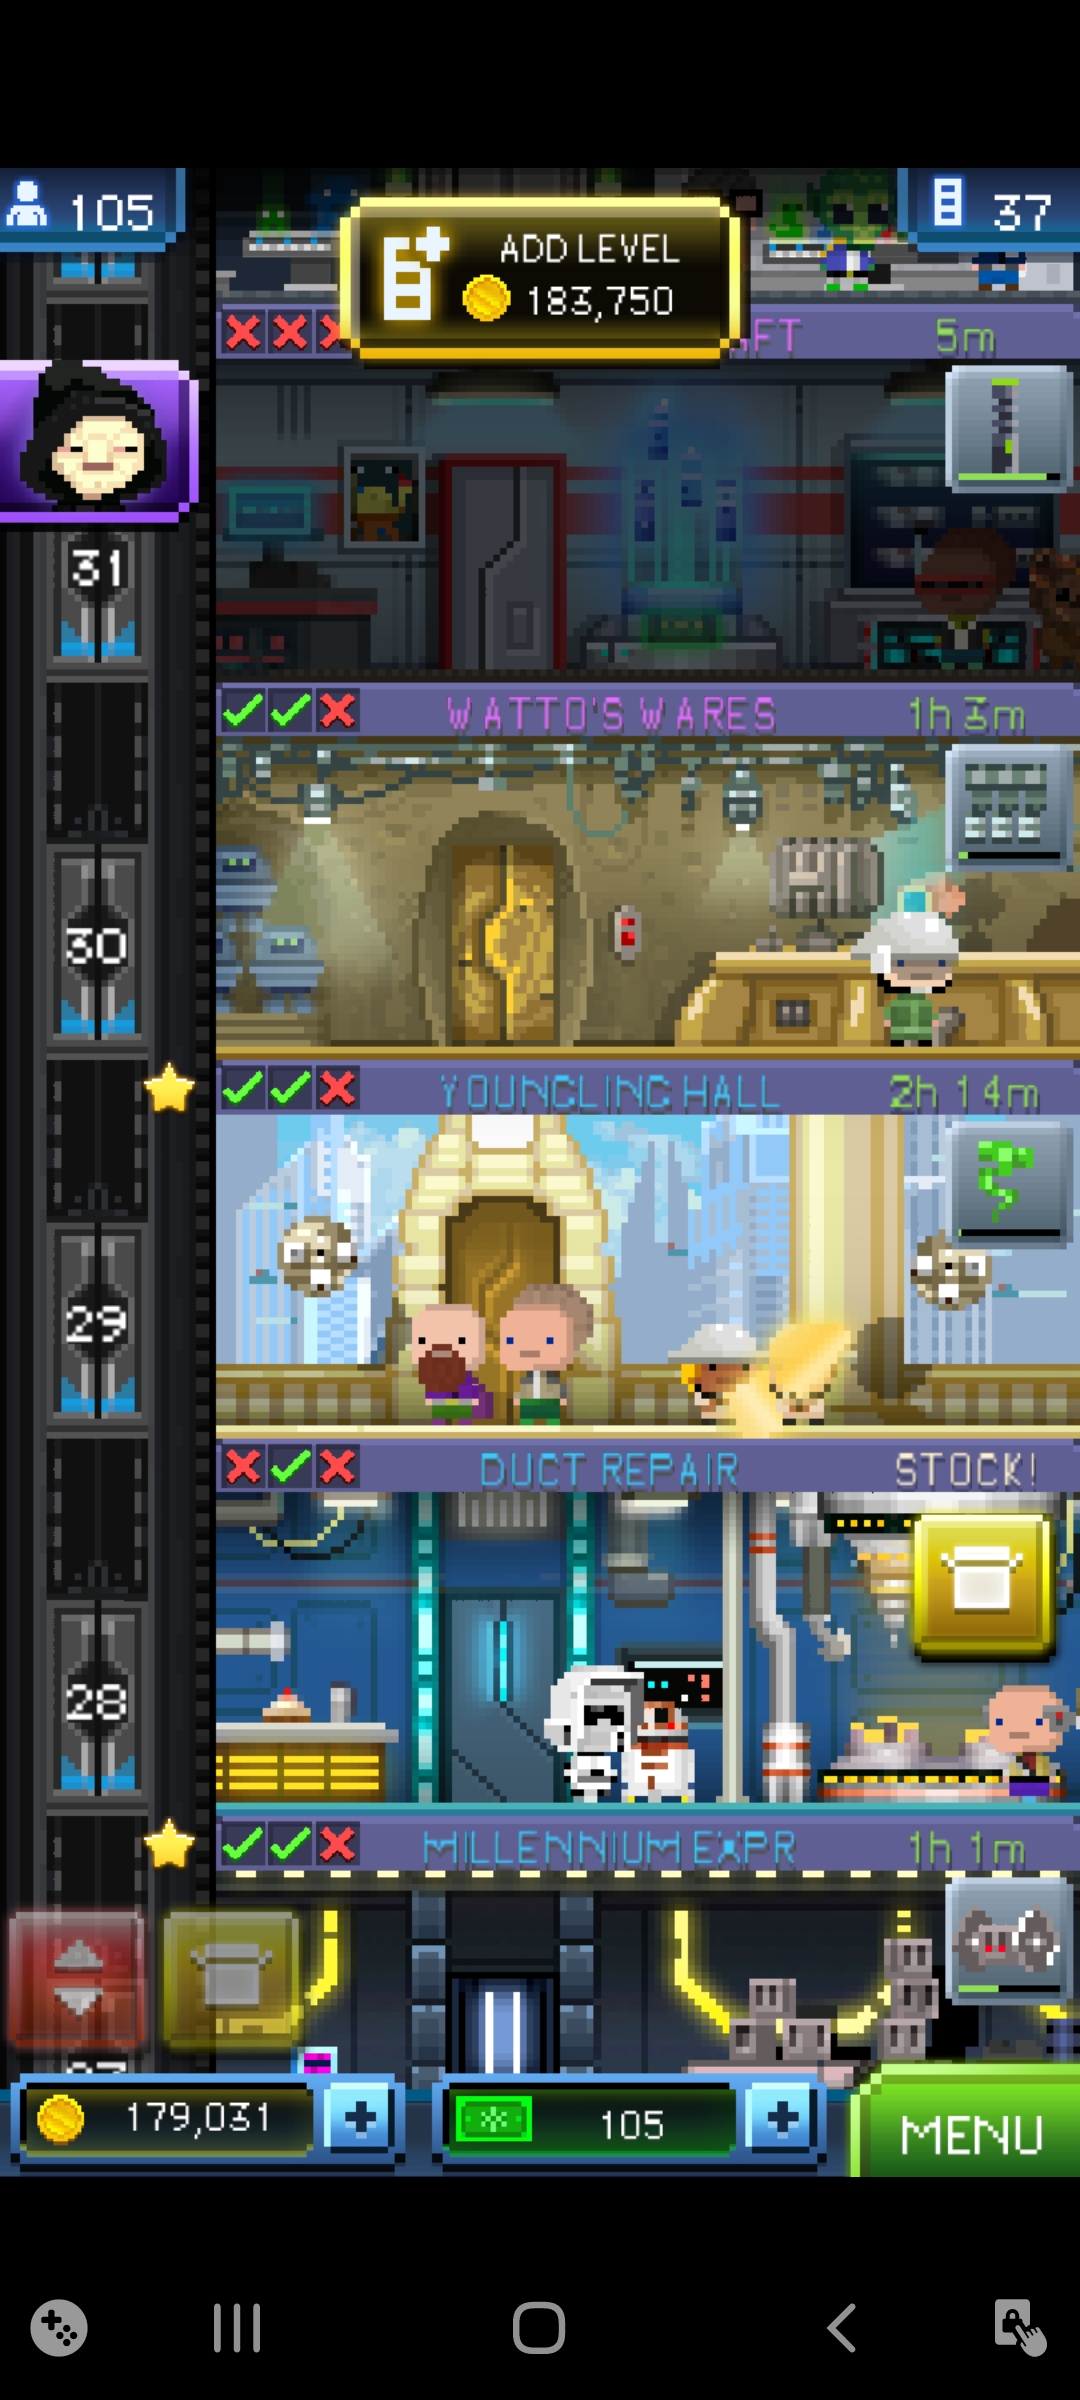 105
ADD LEVEL
183,750
37
5m
31
WATTO'S WARES
1h 3m
30
YOUNGLING HALL
2h 14m
29
DUCT REPAIR
STOCK!
28
MILLENNIUM EXPR
1h 1m
179,031
105
MENU